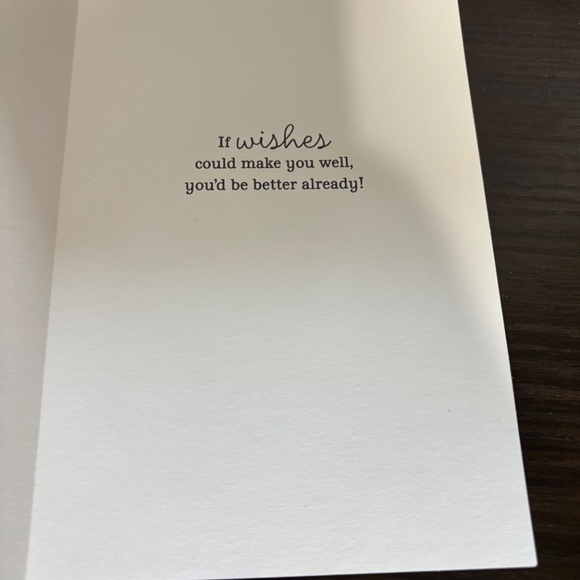 If wishes
could make you well,
you'd be better already!